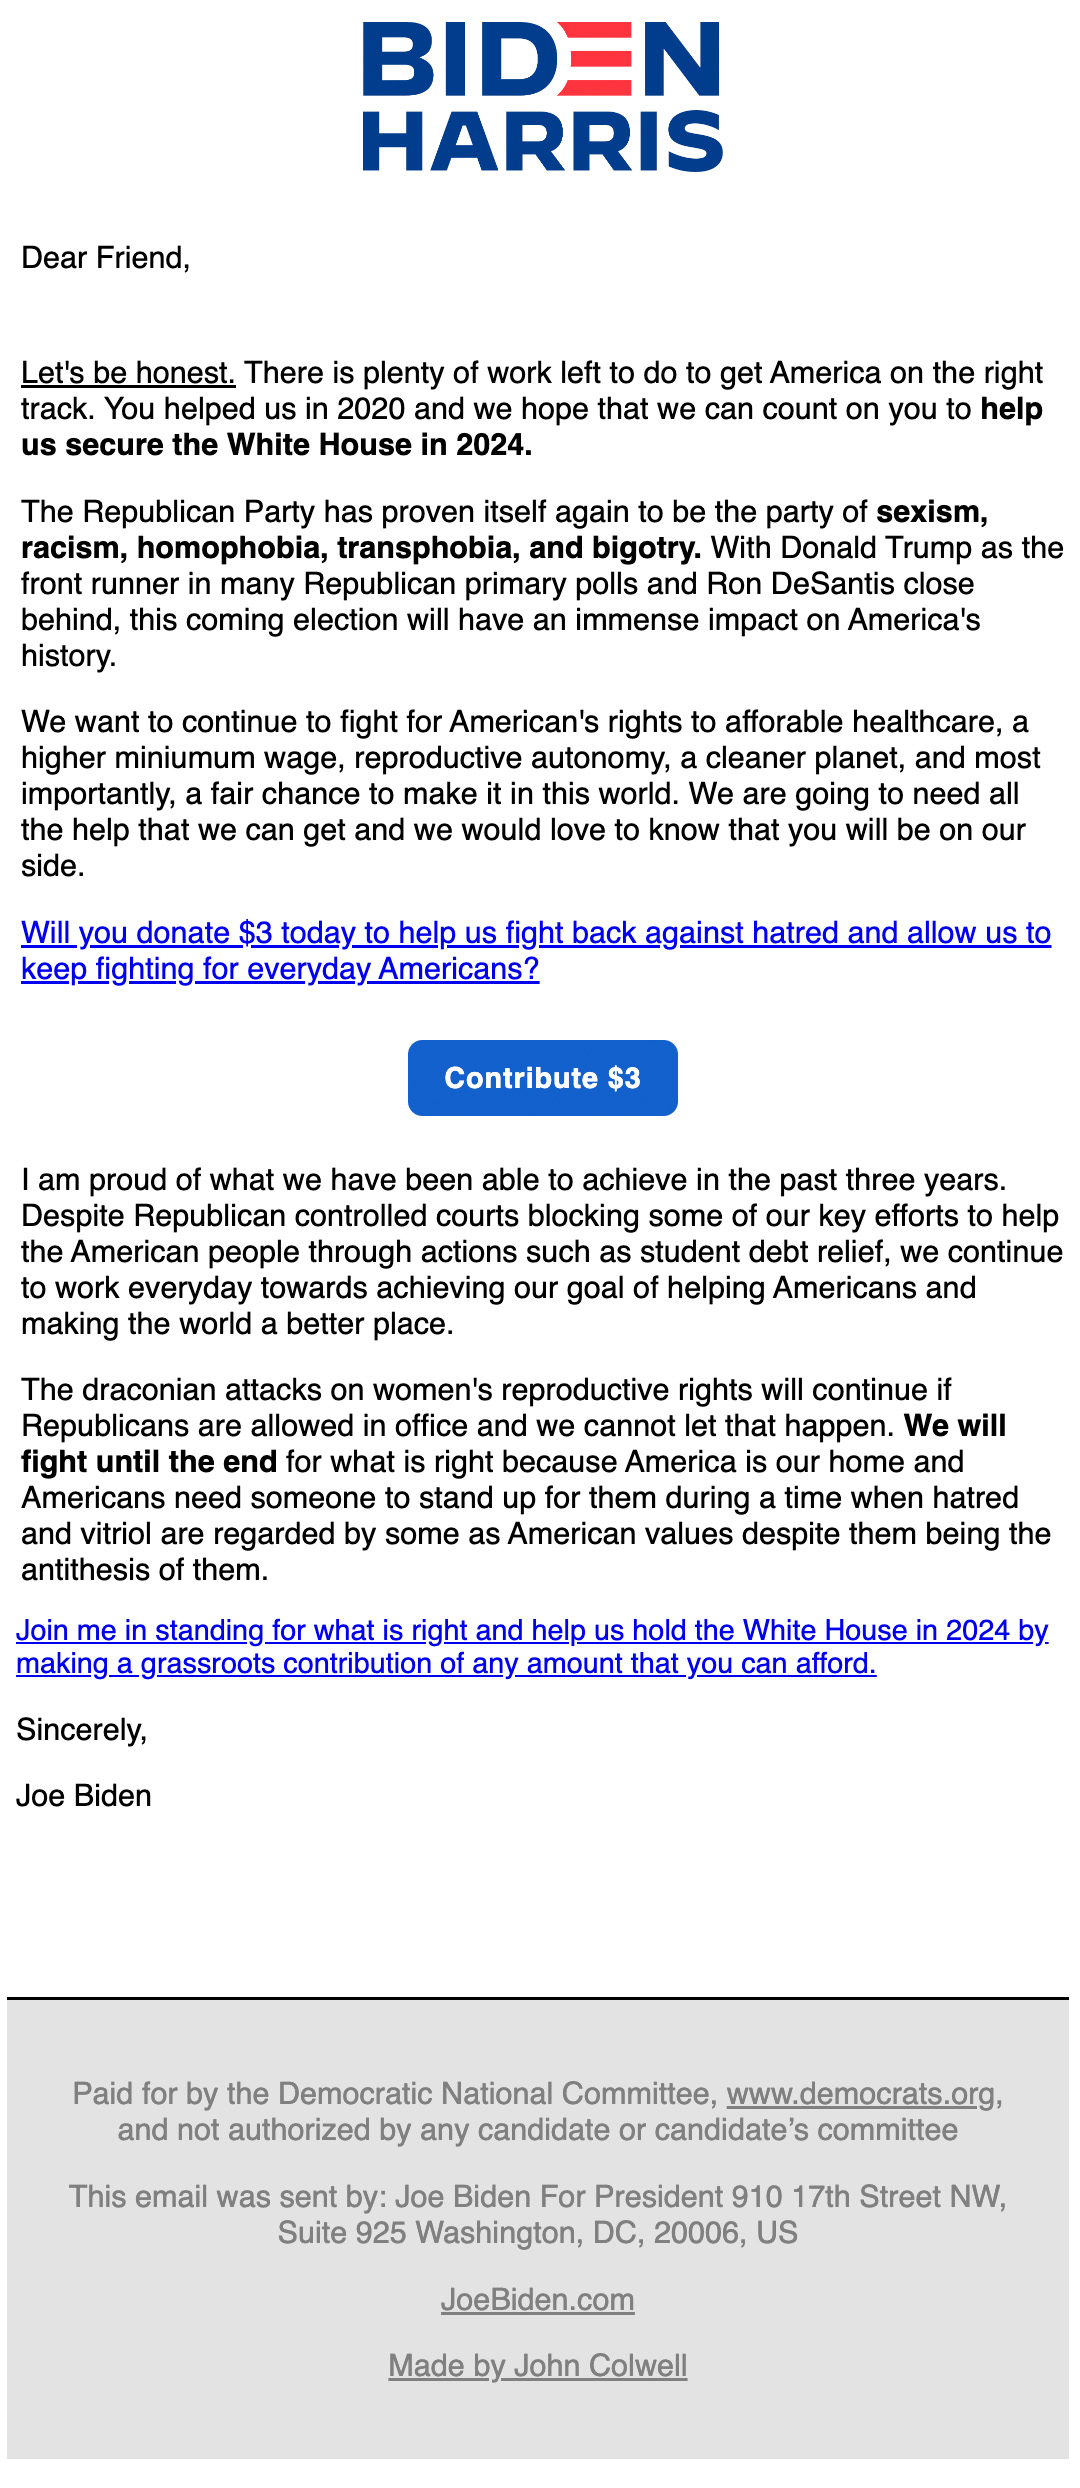 BIDEN
HARRIS
Dear Friend,
Let's be honest. There is plenty of work left to do to get America on the right
track. You helped us in 2020 and we hope that we can count on you to help
us secure the White House in 2024.
The Republican Party has proven itself again to be the party of sexism,
racism, homophobia, transphobia, and bigotry. With Donald Trump as the
front runner in many Republican primary polls and Ron DeSantis close
behind, this coming election will have an immense impact on America's
history.
We want to continue to fight for American's rights to afforable healthcare, a
higher miniumum wage, reproductive autonomy, a cleaner planet, and most
importantly, a fair chance to make it in this world. We are going to need all
the help that we can get and we would love to know that you will be on our
side.
Will you donate $3 today to help us fight back against hatred and allow us to
keep fighting for everyday Americans?
Contribute $3
I am proud of what we have been able to achieve in the past three years.
Despite Republican controlled courts blocking some of our key efforts to help
the American people through actions such as student debt relief, we continue
to work everyday towards achieving our goal of helping Americans and
making the world a better place.
The draconian attacks on women's reproductive rights will continue if
Republicans are allowed in office and we cannot let that happen. We will
fight until the end for what is right because America is our home and
Americans need someone to stand up for them during a time when hatred
and vitriol are regarded by some as American values despite them being the
antithesis of them.
Join me in standing for what is right and help us hold the White House in 2024 by
making a grassroots contribution of any amount that you can afford.
Sincerely,
Joe Biden
Paid for by the Democratic National Committee, www.democrats.org,
and not authorized by any candidate or candidate’s committee
This email was sent by: Joe Biden For President 910 17th Street NW,
Suite 925 Washington, DC, 20006, US
JoeBiden.com
Made by John Colwell